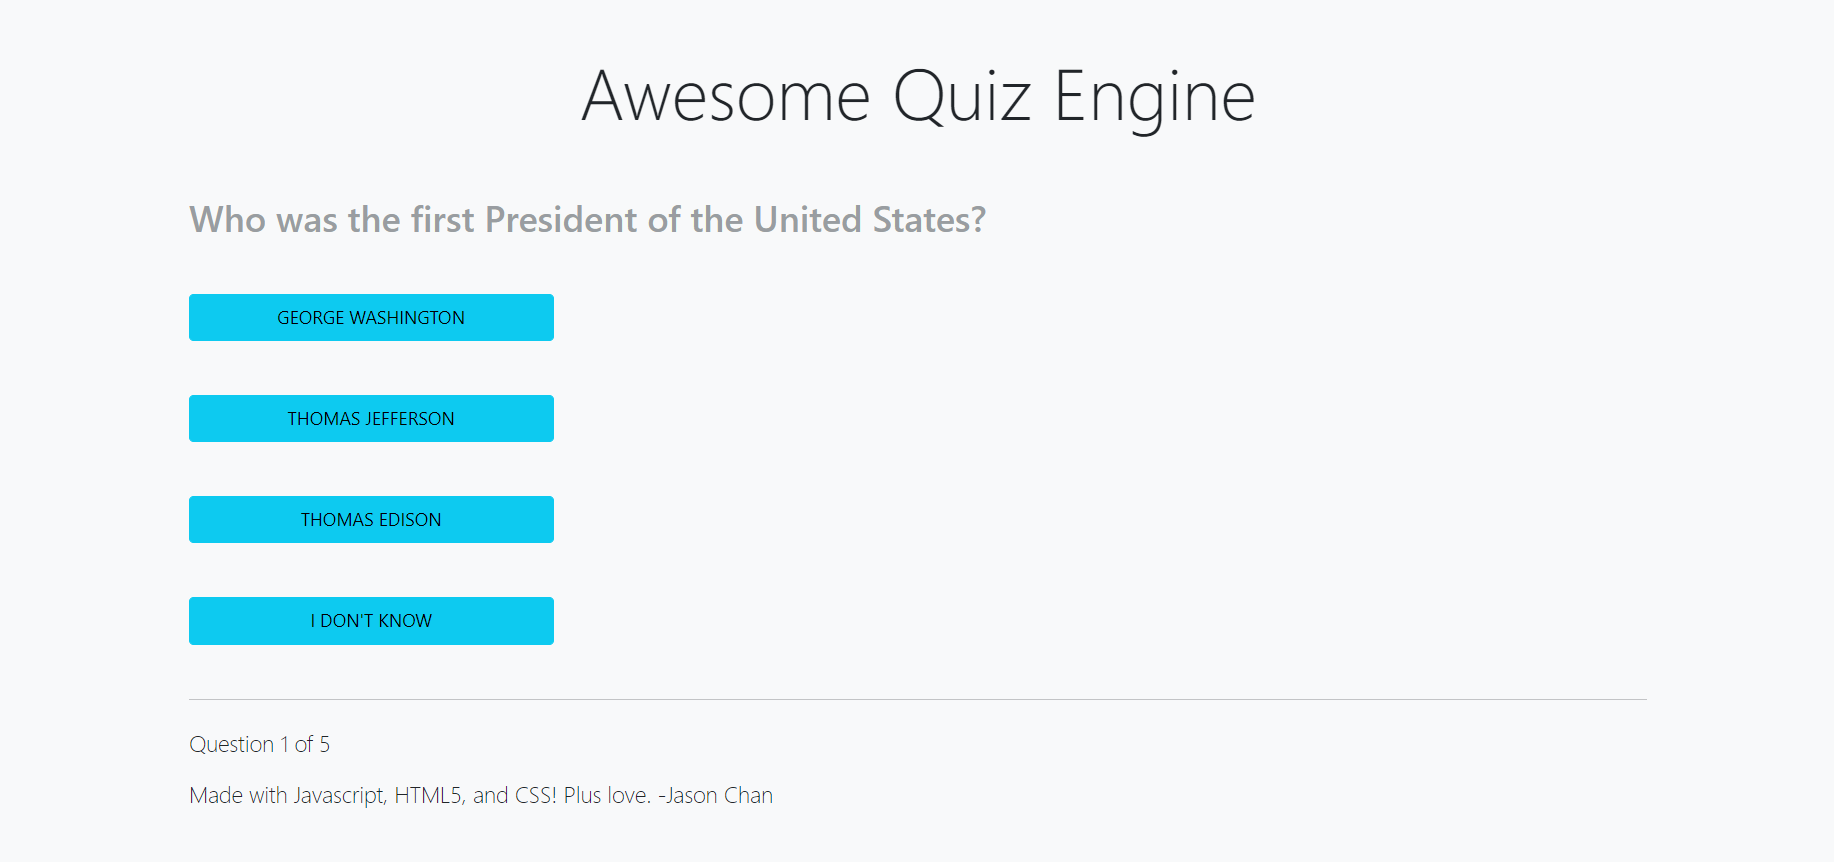 Awesome Quiz Engine
Who was the first President of the United States?
GEORGE WASHINGTON
THOMAS JEFFERSON
THOMAS EDISON
I DON'T KNOW
Question 1 of 5
Made with Javascript, HTML5, and CSS! Plus love. -Jason Chan